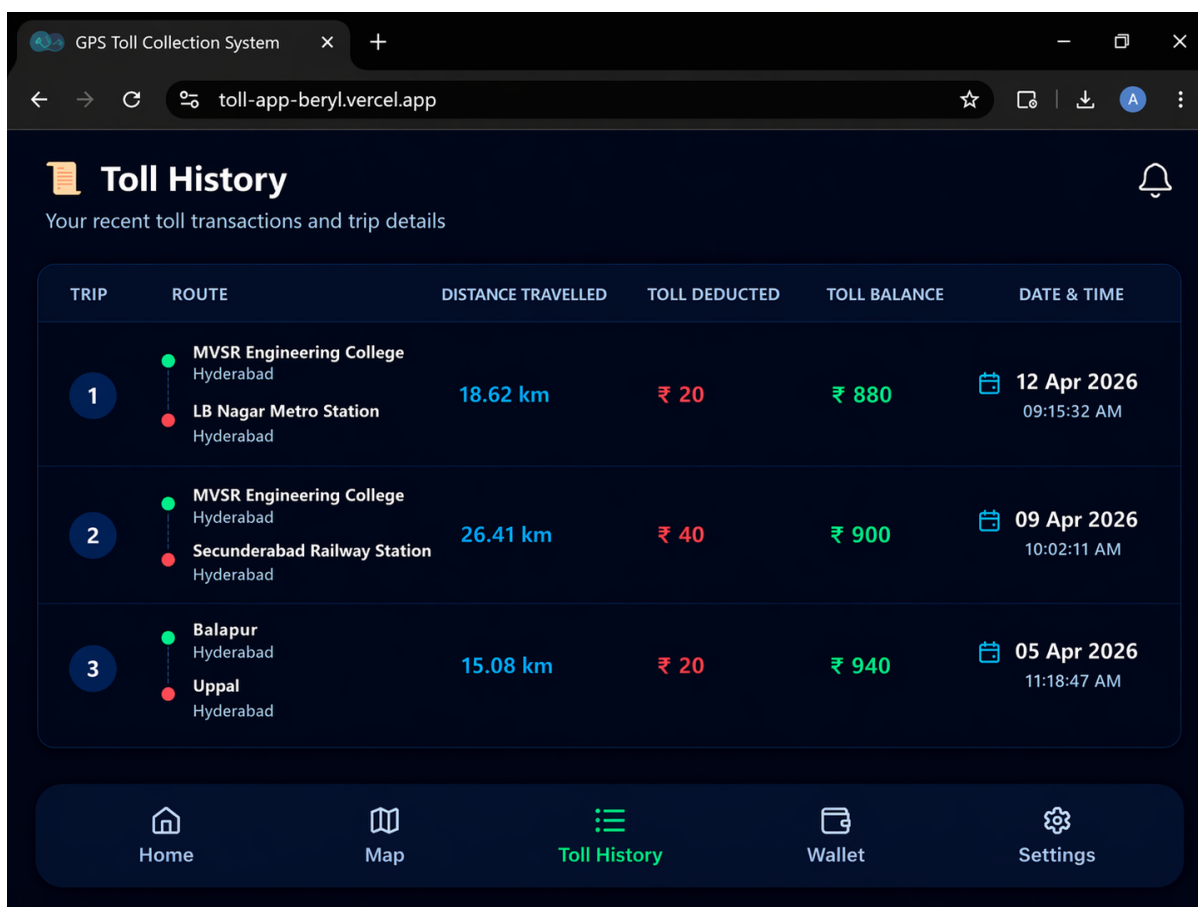 GPS Toll Collection System
toll-app-beryl.vercel.app
A
Toll History
Your recent toll transactions and trip details
TRIP ROUTE DISTANCE TRAVELLED TOLL DEDUCTED TOLL BALANCE DATE & TIME
1
MVSR Engineering College
Hyderabad
LB Nagar Metro Station
Hyderabad
18.62 km
₹ 20
₹ 880
12 Apr 2026
09:15:32 AM
2
MVSR Engineering College
Hyderabad
Secunderabad Railway Station
Hyderabad
26.41 km
₹ 40
₹ 900
09 Apr 2026
10:02:11 AM
3
Balapur
Hyderabad
Uppal
Hyderabad
15.08 km
₹ 20
₹ 940
05 Apr 2026
11:18:47 AM
Home Map Toll History Wallet Settings